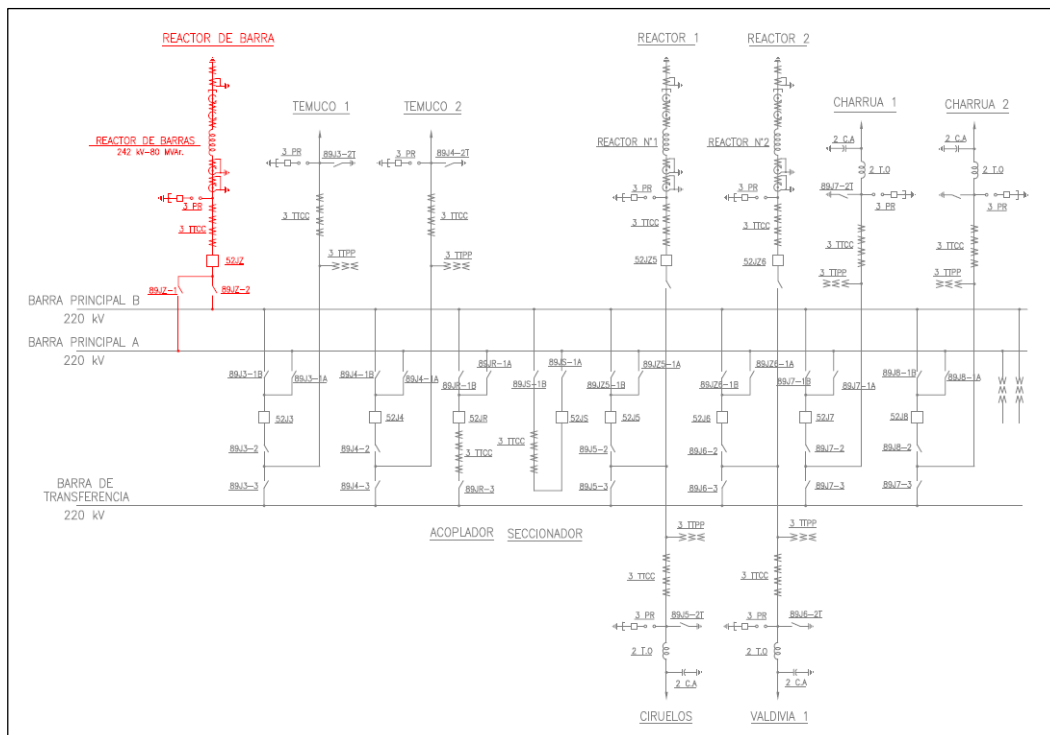 REACTOR DE BARRA
REACTOR 1
REACTOR 2
TEMUCO 1
TEMUCO 2
CHARRUA 1
CHARRUA 2
REACTOR DE BARRAS
242 kV-80 MVAr.
REACTOR N°1
REACTOR N°2
2 C.A
2 C.A
3 PR
89J3-2T
3 PR
89J4-2T
2 T.O
2 T.O
3 PR
3 PR
3 PR
89J7-2T
3 PR
3 PR
3 TTCC
3 TTCC
3 TTCC
3 TTCC
3 TTCC
3 TTCC
3 TTCC
52JZ
3 TTPP
3 TTPP
52JZ5
52JZ6
3 TTPP
3 TTPP
89JZ-1
89JZ-2
BARRA PRINCIPAL B
220 kV
BARRA PRINCIPAL A
220 kV
89J3-1B
89J3-1A
89J4-1B
89J4-1A
89JR-1B
89JR-1A
89JS-1B
89JS-1A
89JZ5-1B
89JZ5-1A
89JZ6-1B
89JZ6-1A
89J7-1B
89J7-1A
89J8-1B
89J8-1A
52J3
52J4
52JR
52JS
52J5
52J6
52J7
52J8
89J3-2
89J4-2
3 TTCC
3 TTCC
89J5-2
89J6-2
89J7-2
89J8-2
89J3-3
89J4-3
89JR-3
89J5-3
89J6-3
89J7-3
89J7-3
BARRA DE
TRANSFERENCIA
220 kV
ACOPLADOR
SECCIONADOR
3 TTPP
3 TTPP
3 TTCC
3 TTCC
3 PR
89J5-2T
3 PR
89J6-2T
2 T.O
2 T.O
2 C.A
2 C.A
CIRUELOS
VALDIVIA 1